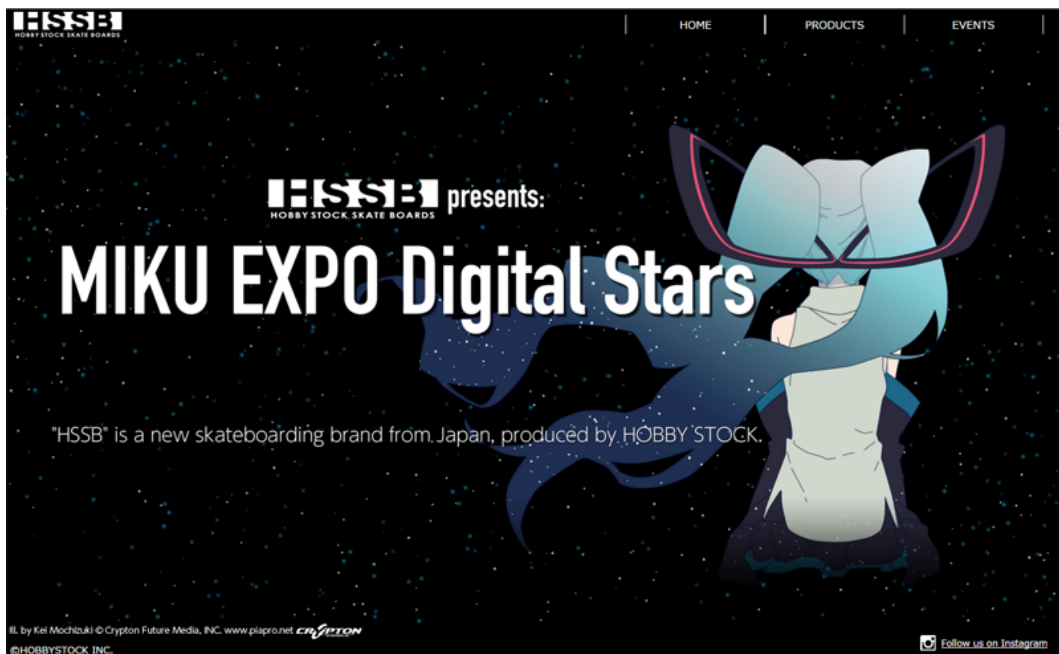 HSSB
HOBBY STOCK SKATE BOARDS
HOME
PRODUCTS
EVENTS
HSSB presents:
HOBBY STOCK SKATE BOARDS
MIKU EXPO Digital Stars
"HSSB" is a new skateboarding brand from Japan, produced by HOBBY STOCK.
Ill. by Kei Mochizuki © Crypton Future Media, INC. www.piapro.net CRYPTON
©HOBBYSTOCK INC.
Follow us on Instagram